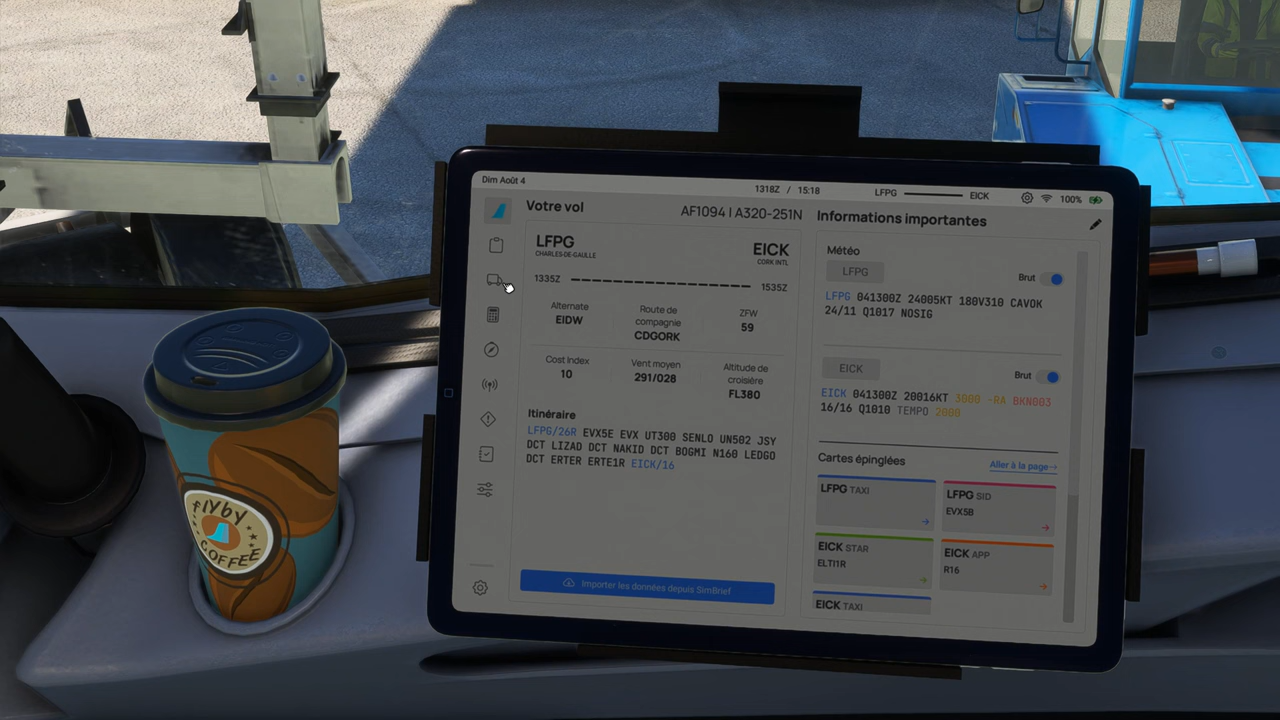 Dim Août 4
1318Z / 15:18
LFPG EICK
100%
Votre vol
AF1094 | A320-251N
LFPG
CHARLES-DE-GAULLE
EICK
CORK INTL
1335Z
1535Z
Alternate
EIDW
Route de
compagnie
CDGORK
ZFW
59
Cost Index
10
Vent moyen
291/028
Altitude de
croisière
FL380
Itinéraire
LFPG/26R EVX5E EVX UT300 SENLO UN502 JSY
DCT LIZAD DCT NAKID DCT BOGMI N160 LEDGO
DCT ERTER ERTE1R EICK/16
Importer les données depuis SimBrief
Informations importantes
Météo
LFPG
Brut
LFPG 041300Z 24005KT 180V310 CAVOK
24/11 Q1017 NOSIG
EICK
Brut
EICK 041300Z 20016KT 3000 -RA BKN003
16/16 Q1010 TEMPO 2000
Cartes épinglées
Aller à la page→
LFPG TAXI
LFPG SID
EVX5B
EICK STAR
ELTI1R
EICK APP
R16
EICK TAXI
flyby
COFFEE